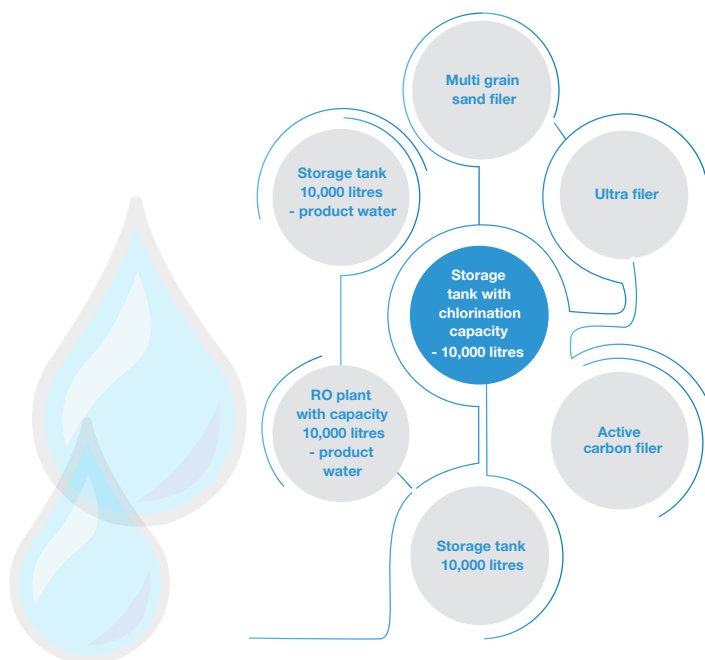 Multi grain
sand filer
Storage tank
10,000 litres
- product water
Ultra filer
Storage
tank with
chlorination
capacity
- 10,000 litres
RO plant
with capacity
10,000 litres
- product
water
Active
carbon filer
Storage tank
10,000 litres